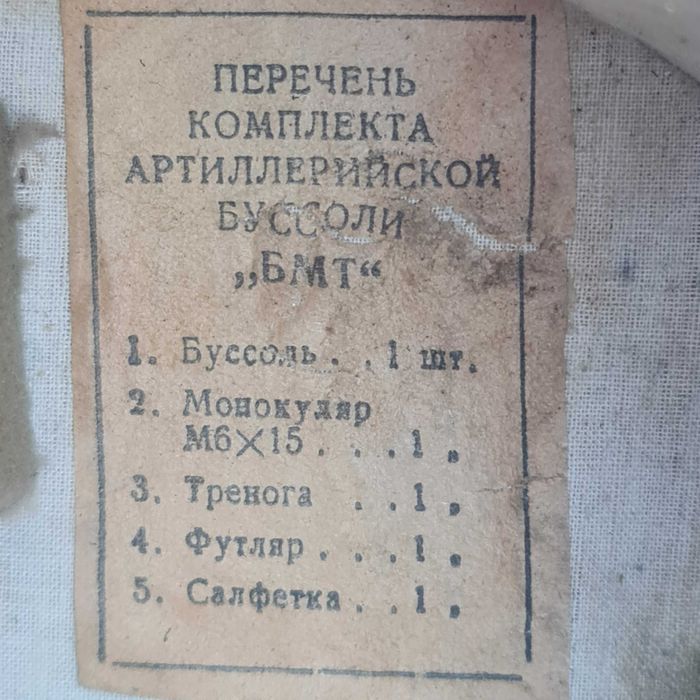 ПЕРЕЧЕНЬ
КОМПЛЕКТА
АРТИЛЛЕРИЙСКОЙ
БУССОЛИ
„БМТ“
1. Буссоль . . 1 шт.
2. Монокуляр
М6×15 . . . 1 „
3. Тренога . . 1 „
4. Футляр . . . 1 „
5. Салфетка . . 1 „